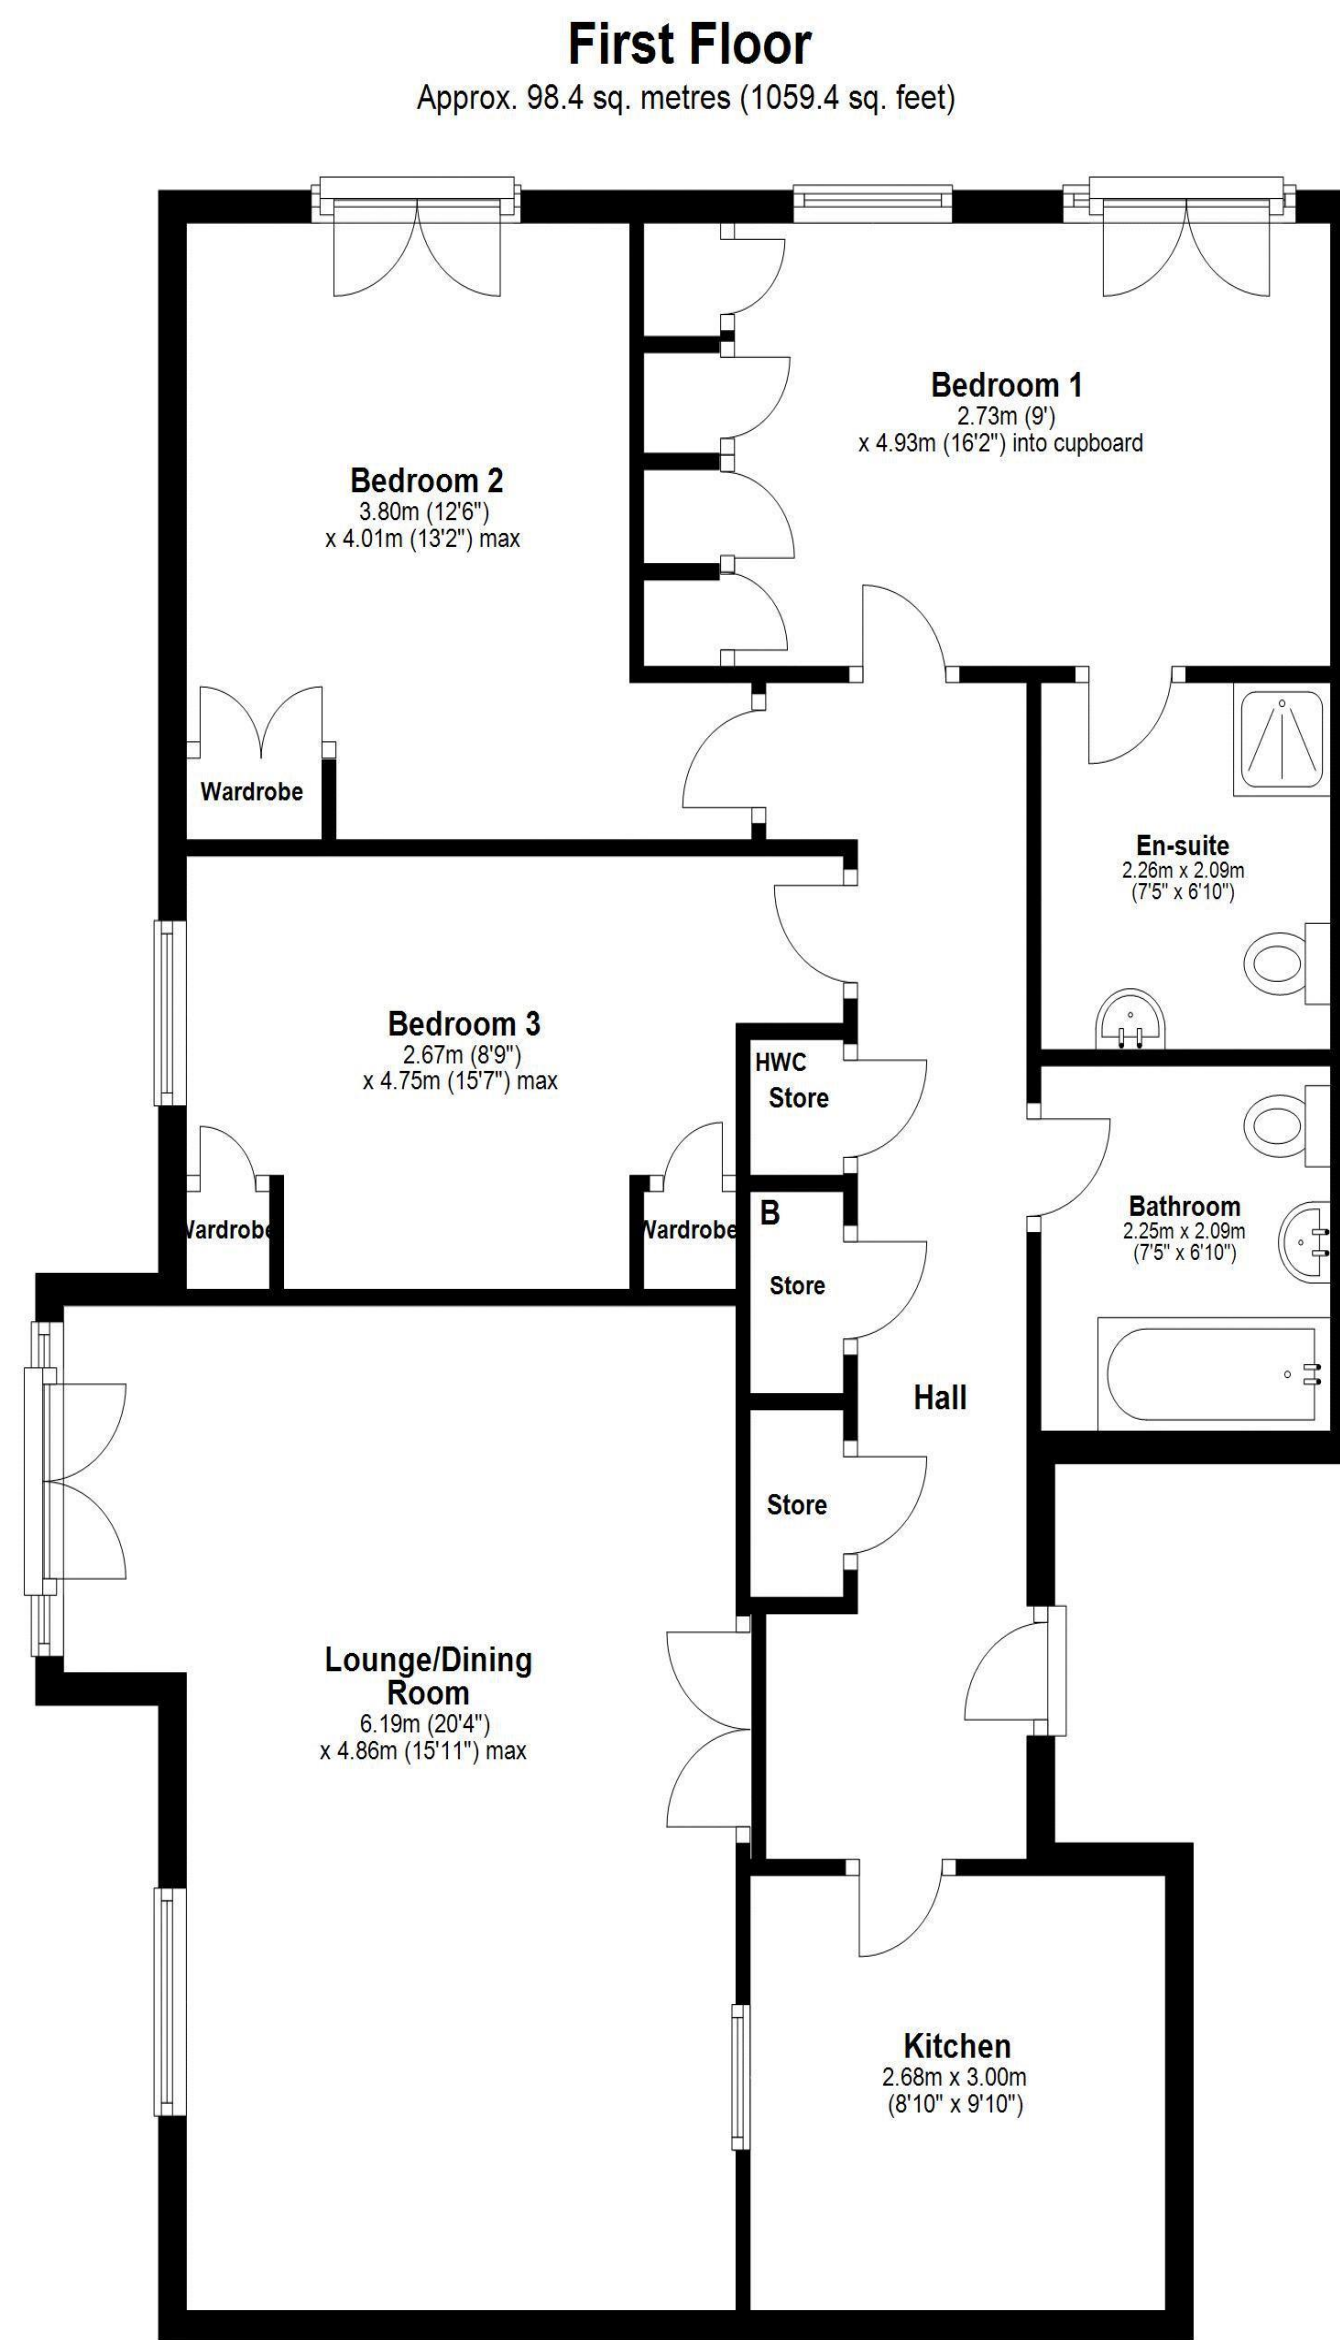 First Floor
Approx. 98.4 sq. metres (1059.4 sq. feet)
Bedroom 1
2.73m (9')
x 4.93m (16'2") into cupboard
Bedroom 2
3.80m (12'6")
x 4.01m (13'2") max
Wardrobe
En-suite
2.26m x 2.09m
(7'5" x 6'10")
Bedroom 3
2.67m (8'9")
x 4.75m (15'7") max
HWC
Store
Wardrobe
Wardrobe
B
Store
Bathroom
2.25m x 2.09m
(7'5" x 6'10")
Hall
Store
Lounge/Dining
Room
6.19m (20'4")
x 4.86m (15'11") max
Kitchen
2.68m x 3.00m
(8'10" x 9'10")